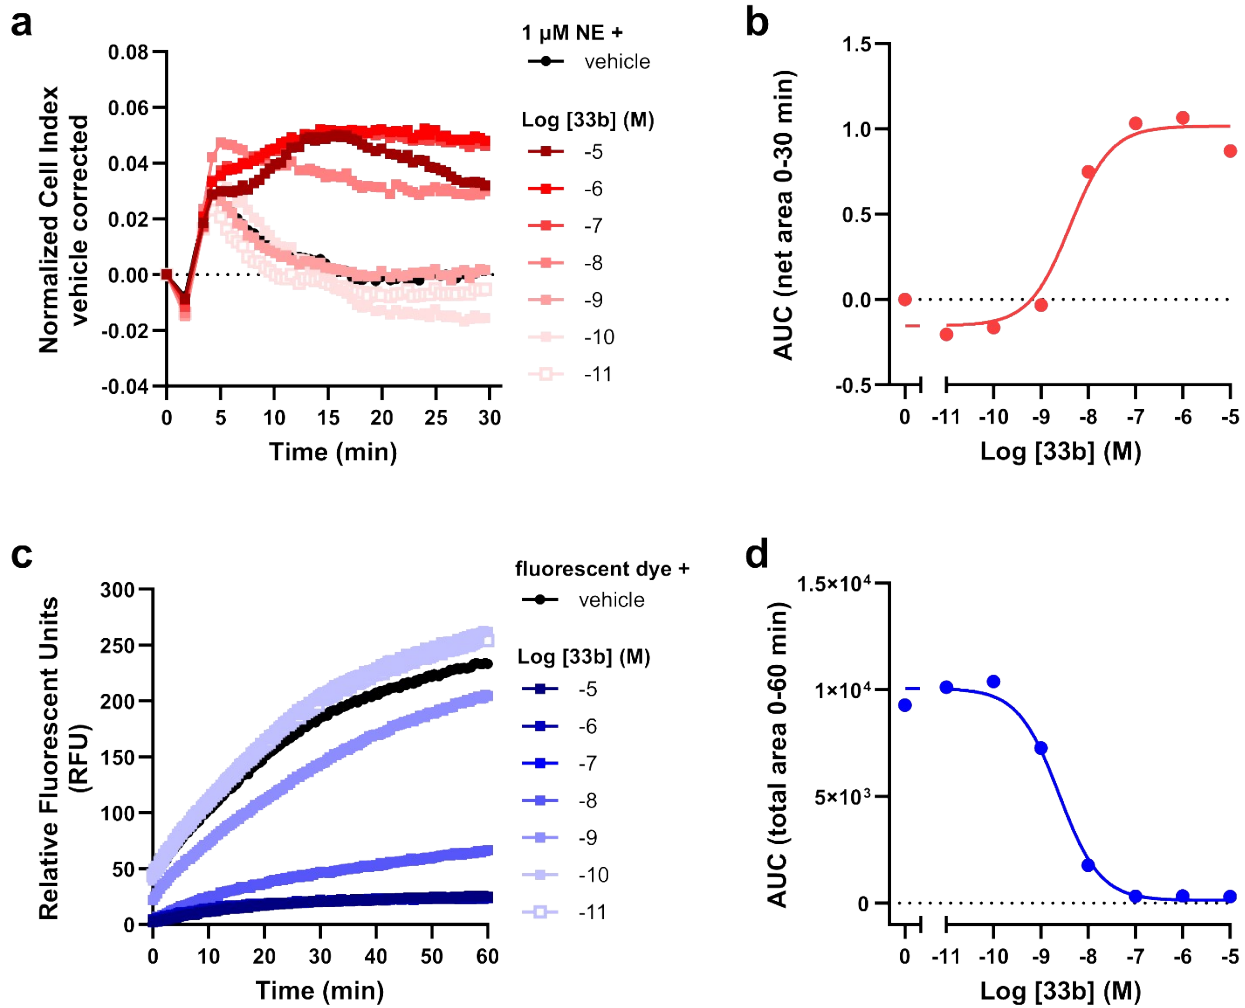 a
Normalized Cell Index
vehicle corrected
0.08
0.06
0.04
0.02
0.00
-0.02
-0.04
0 5 10 15 20 25 30
Time (min)
1 µM NE +
vehicle
Log [33b] (M)
-5
-6
-7
-8
-9
-10
-11
b
AUC (net area 0-30 min)
1.5
1.0
0.5
0.0
-0.5
0 -11 -10 -9 -8 -7 -6 -5
Log [33b] (M)
c
Relative Fluorescent Units
(RFU)
300
250
200
150
100
50
0
0 10 20 30 40 50 60
Time (min)
fluorescent dye +
vehicle
Log [33b] (M)
-5
-6
-7
-8
-9
-10
-11
d
AUC (total area 0-60 min)
1.5×10⁴
1×10⁴
5×10³
0
0 -11 -10 -9 -8 -7 -6 -5
Log [33b] (M)